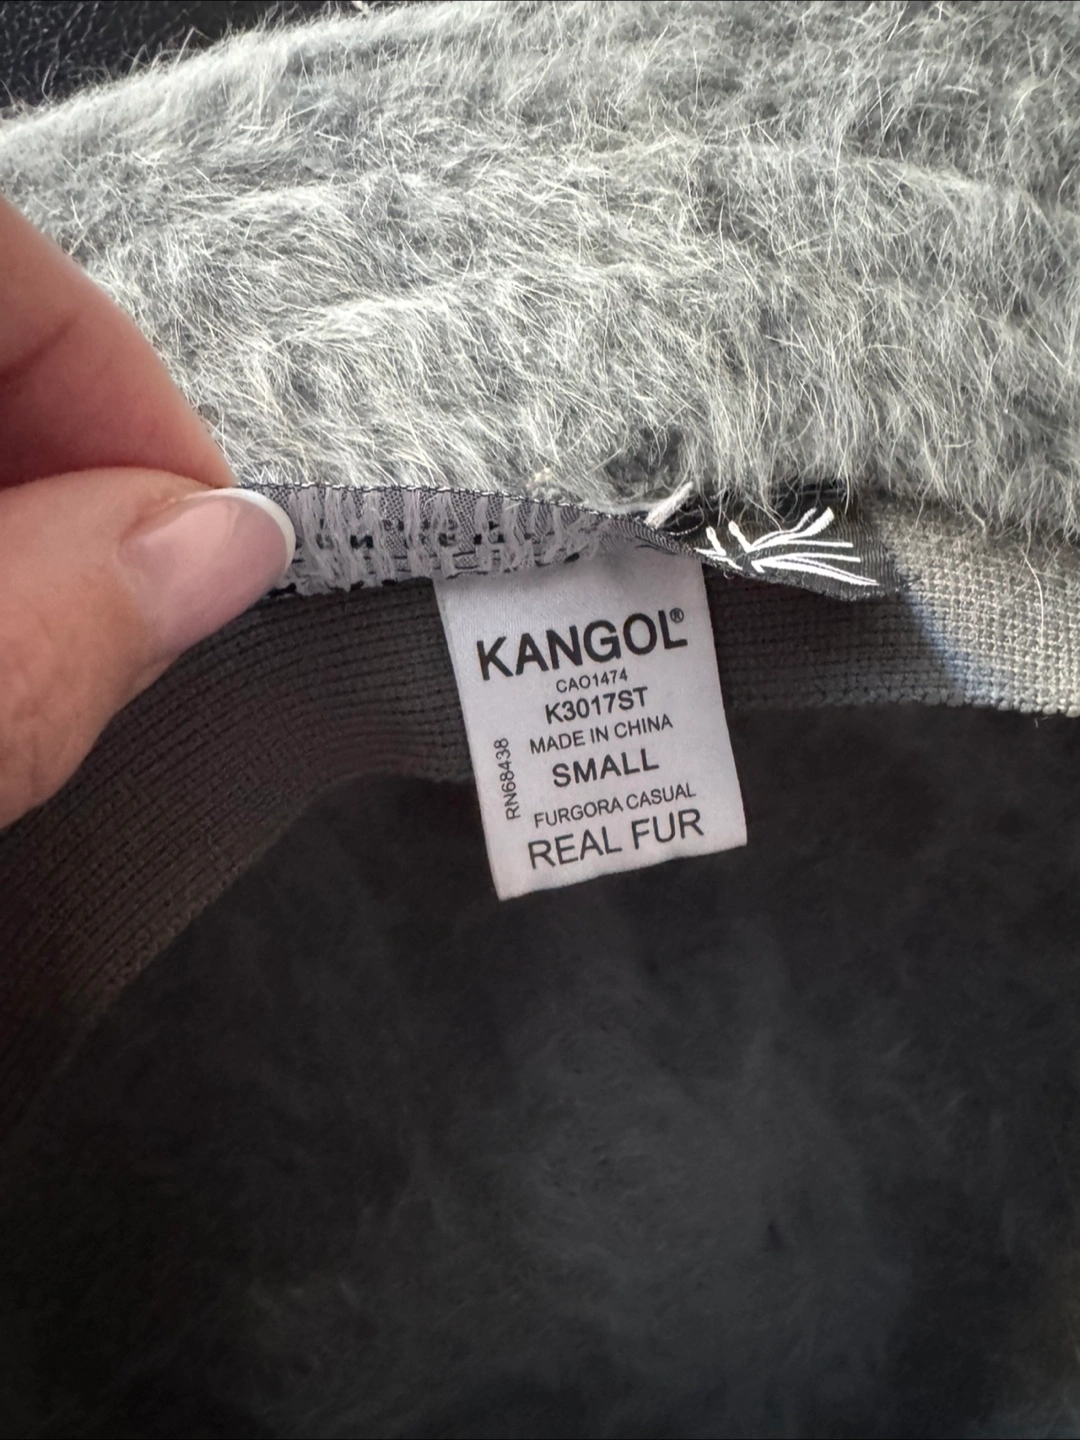 KANGOL®
CAO1474
K3017ST
MADE IN CHINA
SMALL
FURGORA CASUAL
REAL FUR
RN68438